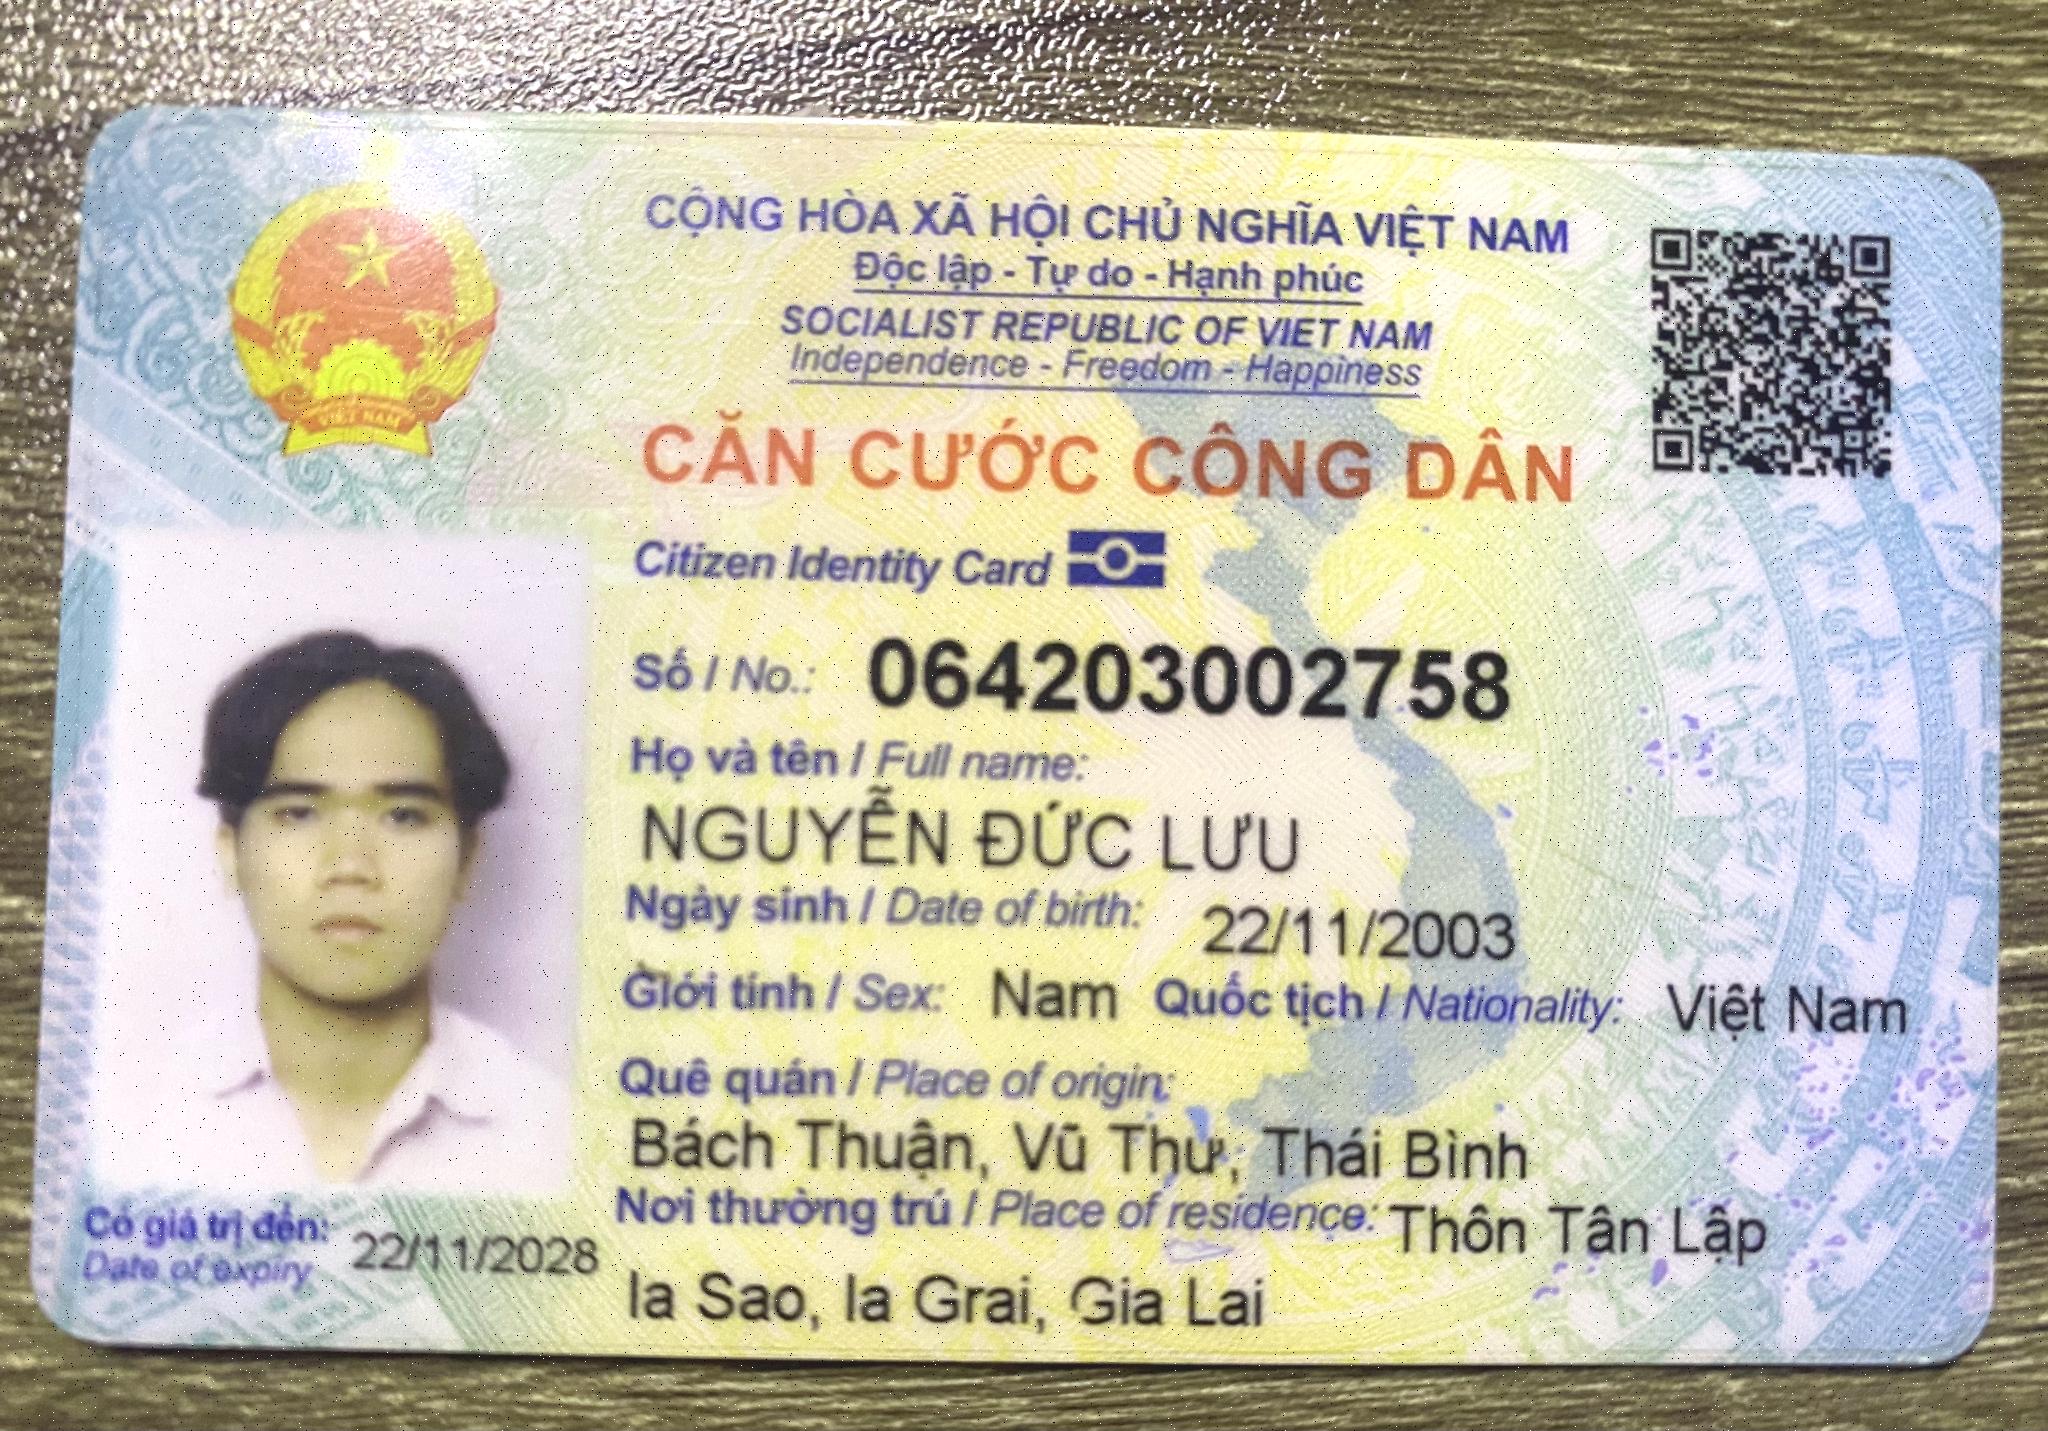 CỘNG HÒA XÃ HỘI CHỦ NGHĨA VIỆT NAM
Độc lập - Tự do - Hạnh phúc
SOCIALIST REPUBLIC OF VIET NAM
Independence - Freedom - Happiness
CĂN CƯỚC CÔNG DÂN
Citizen Identity Card
Số / No.: 064203002758
Họ và tên / Full name:
NGUYỄN ĐỨC LƯU
Ngày sinh / Date of birth: 22/11/2003
Giới tính / Sex: Nam Quốc tịch / Nationality: Việt Nam
Quê quán / Place of origin:
Bách Thuận, Vũ Thư, Thái Bình
Nơi thường trú / Place of residence: Thôn Tân Lập
Ia Sao, Ia Grai, Gia Lai
Có giá trị đến: 22/11/2028
Date of expiry
VIỆT NAM